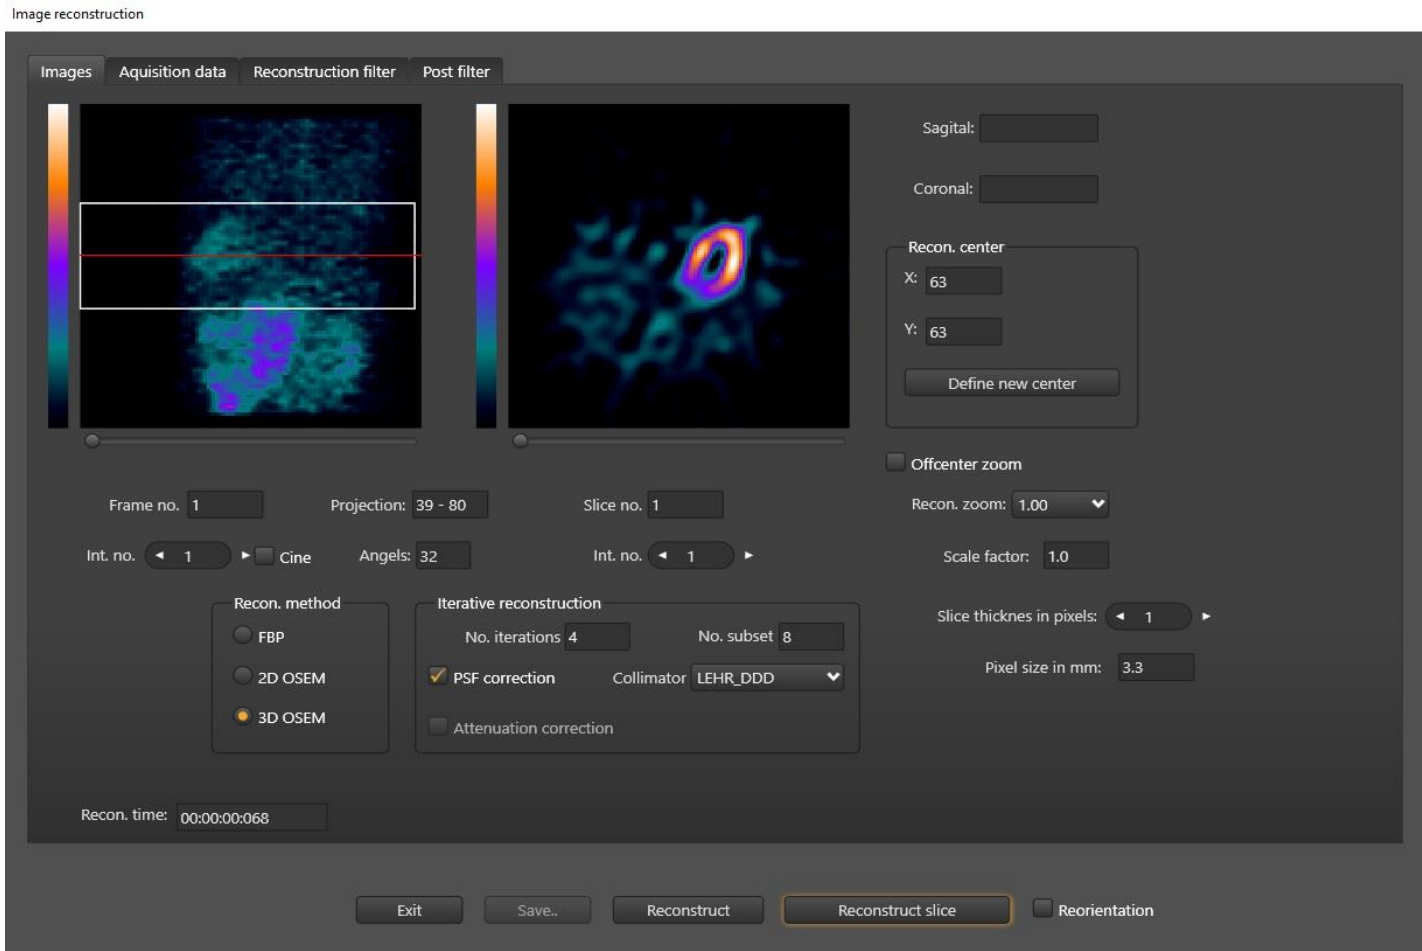 Image reconstruction
Images Aquisition data Reconstruction filter Post filter
Sagital:
Coronal:
Recon. center
X: 63
Y: 63
Define new center
Offcenter zoom
Frame no. 1 Projection: 39 - 80 Slice no. 1 Recon. zoom: 1.00
Int. no. 1 Cine Angels: 32 Int. no. 1 Scale factor: 1.0
Recon. method
FBP
2D OSEM
3D OSEM
Iterative reconstruction
No. iterations 4 No. subset 8
PSF correction Collimator LEHR_DDD
Attenuation correction
Slice thicknes in pixels: 1
Pixel size in mm: 3.3
Recon. time: 00:00:00:068
Exit Save.. Reconstruct Reconstruct slice Reorientation